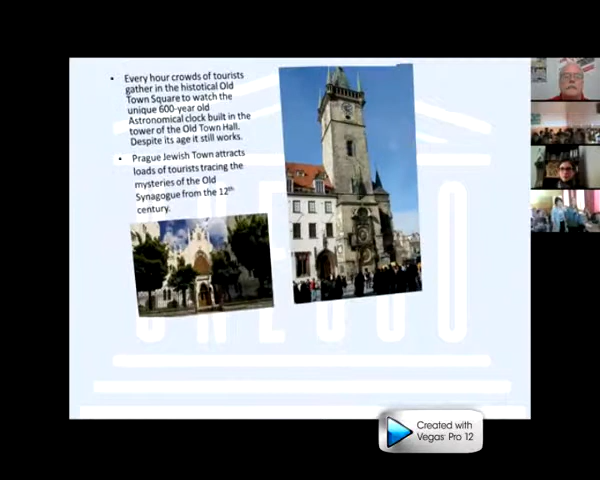 • Every hour crowds of tourists
gather in the histotical Old
Town Square to watch the
unique 600-year old
Astronomical clock built in the
tower of the Old Town Hall.
Despite its age it still works.
• Prague Jewish Town attracts
loads of tourists tracing the
mysteries of the Old
Synagogue from the 12th
century.
UNESCO
Created with
Vegas Pro 12